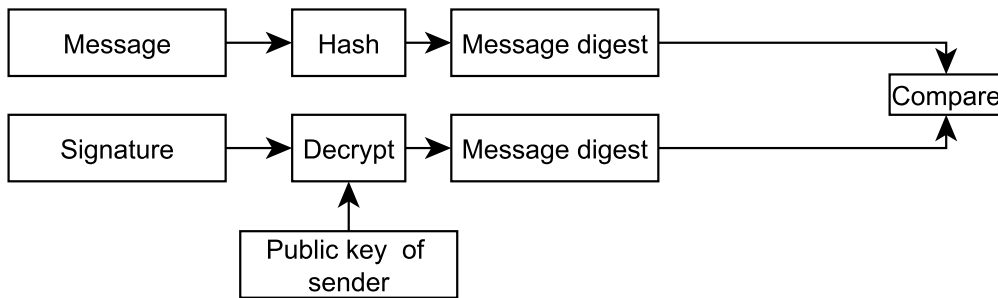 Message
Hash
Message digest
Compare
Signature
Decrypt
Message digest
Public key of
sender